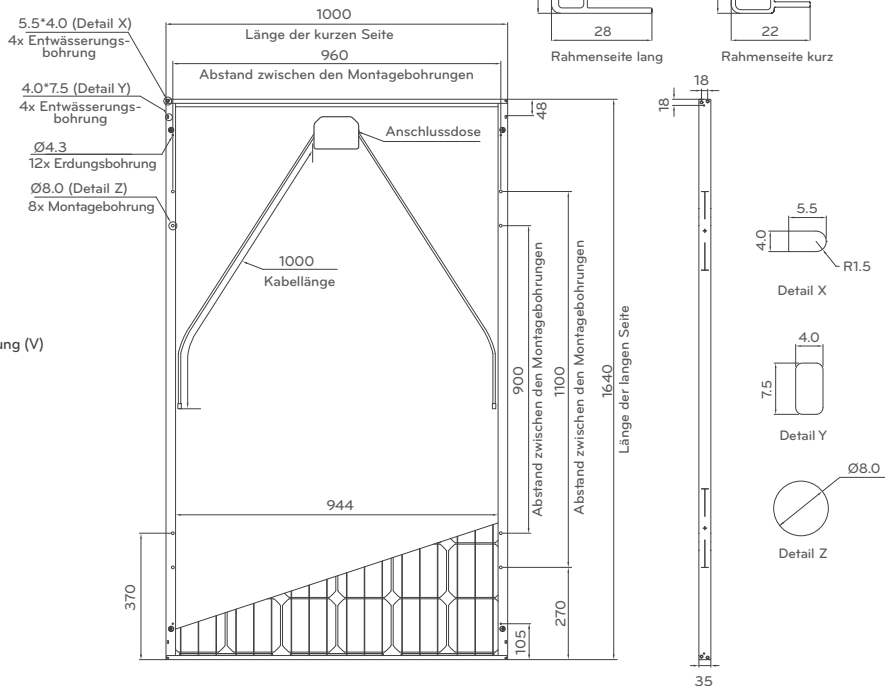 1000
Länge der kurzen Seite
960
Abstand zwischen den Montagebohrungen
5.5*4.0 (Detail X)
4x Entwässerungs-
bohrung
4.0*7.5 (Detail Y)
4x Entwässerungs-
bohrung
Ø4.3
12x Erdungsbohrung
Ø8.0 (Detail Z)
8x Montagebohrung
Anschlussdose
1000
Kabellänge
48
900
Abstand zwischen den Montagebohrungen
1100
Abstand zwischen den Montagebohrungen
1640
Länge der langen Seite
ung (V)
944
370
270
105
28
Rahmenseite lang
22
Rahmenseite kurz
18
18
35
5.5
4.0
R1.5
Detail X
4.0
7.5
Detail Y
Ø8.0
Detail Z